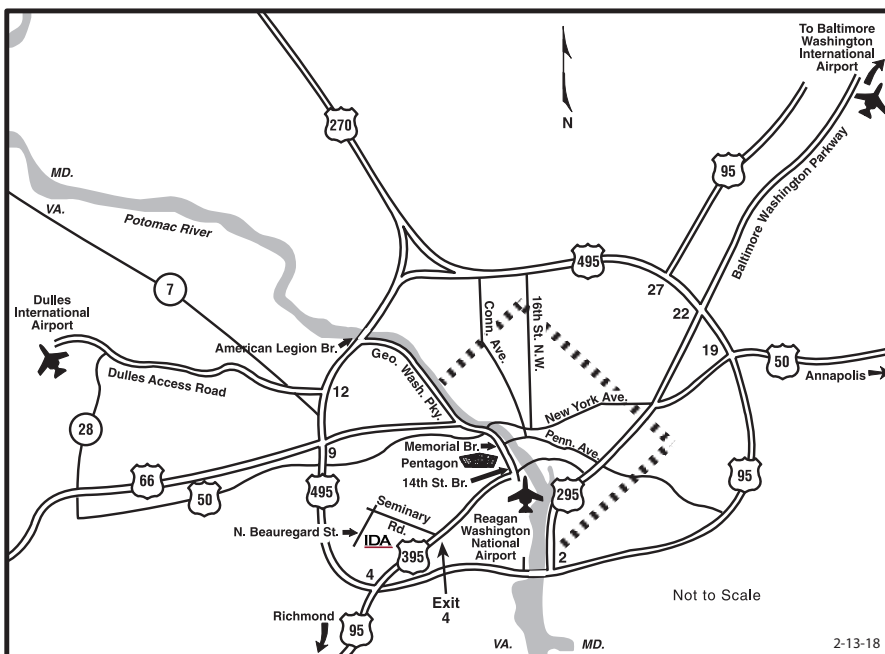 To Baltimore
Washington
International
Airport
270
N
95
Baltimore Washington Parkway
MD.
VA.
Potomac River
495
7
27
22
Dulles
International
Airport
American Legion Br.
Conn. Ave.
16th St. N.W.
19
50
Annapolis
Geo. Wash. Pky.
Dulles Access Road
12
New York Ave.
28
Memorial Br.
Penn. Ave.
9
Pentagon
66
14th St. Br.
50
495
295
95
Seminary
Rd.
N. Beauregard St.
IDA
395
Reagan
Washington
National
Airport
2
4
Exit
4
Not to Scale
Richmond
95
VA.
MD.
2-13-18